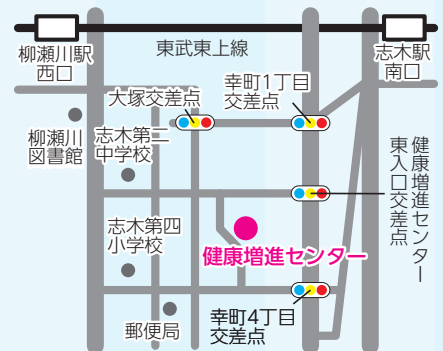 柳瀬川駅
西口
東武東上線
志木駅
南口
大塚交差点
幸町1丁目
交差点
柳瀬川
図書館
志木第二
中学校
健康増進センター
東入口交差点
志木第四
小学校
健康増進センター
郵便局
幸町4丁目
交差点